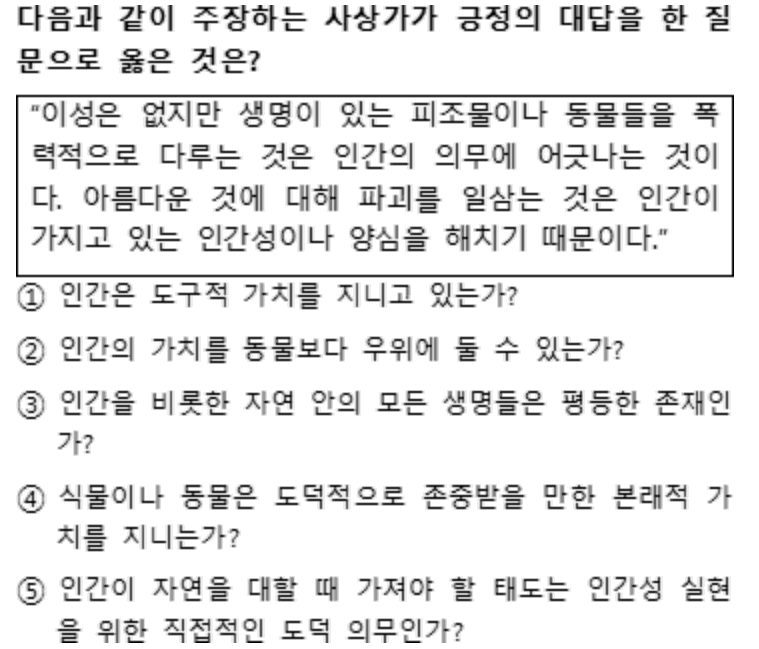 다음과 같이 주장하는 사상가가 긍정의 대답을 한 질
문으로 옳은 것은?
“이성은 없지만 생명이 있는 피조물이나 동물들을 폭
력적으로 다루는 것은 인간의 의무에 어긋나는 것이
다. 아름다운 것에 대해 파괴를 일삼는 것은 인간이
가지고 있는 인간성이나 양심을 해치기 때문이다.”
① 인간은 도구적 가치를 지니고 있는가?
② 인간의 가치를 동물보다 우위에 둘 수 있는가?
③ 인간을 비롯한 자연 안의 모든 생명들은 평등한 존재인
가?
④ 식물이나 동물은 도덕적으로 존중받을 만한 본래적 가
치를 지니는가?
⑤ 인간이 자연을 대할 때 가져야 할 태도는 인간성 실현
을 위한 직접적인 도덕 의무인가?